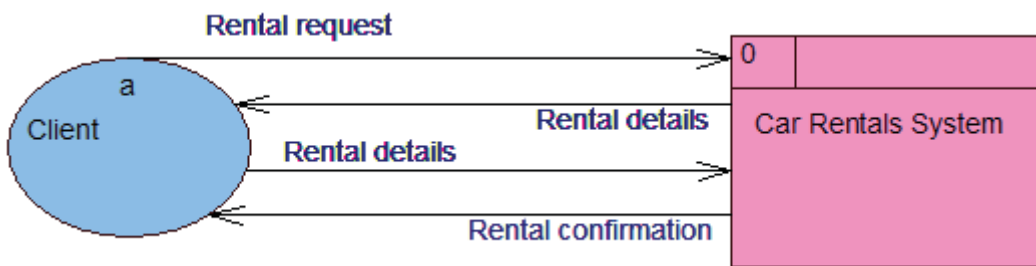 Rental request
0
a
Rental details
Car Rentals System
Client
Rental details
Rental confirmation